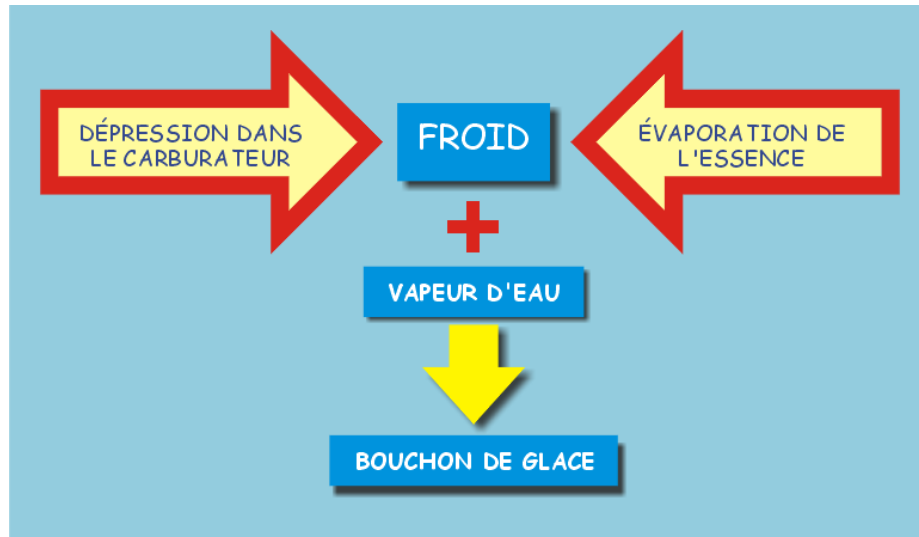 DÉPRESSION DANS
LE CARBURATEUR
FROID
ÉVAPORATION DE
L'ESSENCE
+
VAPEUR D'EAU
BOUCHON DE GLACE